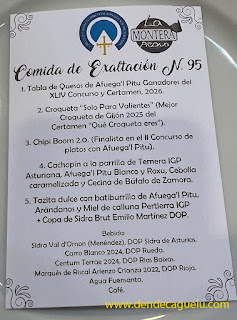 LA
MONTERA
PICONA
Comida de Exaltación N. 95
1. Tabla de Quesos de Afuega'l Pitu Ganadores del
XLIV Concurso y Certamen, 2026.
2. Croqueta "Solo Para Valientes" (Mejor
Croqueta de Gijón 2025 del
Certamen "Qué Croqueta eres").
3. Chipi Boom 2.0. (Finalista en el II Concurso
de platos con Afuega'l Pitu).
4. Cachopín a la parrilla de Ternera IGP
Asturiana, Afuega'l Pitu Blanco y Roxu, Cebolla
caramelizada y Cecina de Búfalo de Zamora.
5. Tazita dulce con batiburrillo de Afuega'l Pitu,
Arándanos y Miel de calluna Pertierra IGP
+ Copa de Sidra Brut Emilio Martínez DOP.
Bebida
Sidra Val d'Ornon (Menéndez), DOP Sidra de Asturias.
Carro Blanco 2024, DOP Rueda.
Centum Terrae 2024, DOP Rías Baixas.
Marqués de Riscal Arienzo Crianza 2022, DOP Rioja.
Agua Fuensanta.
Café.
www.dendecaguelu.com